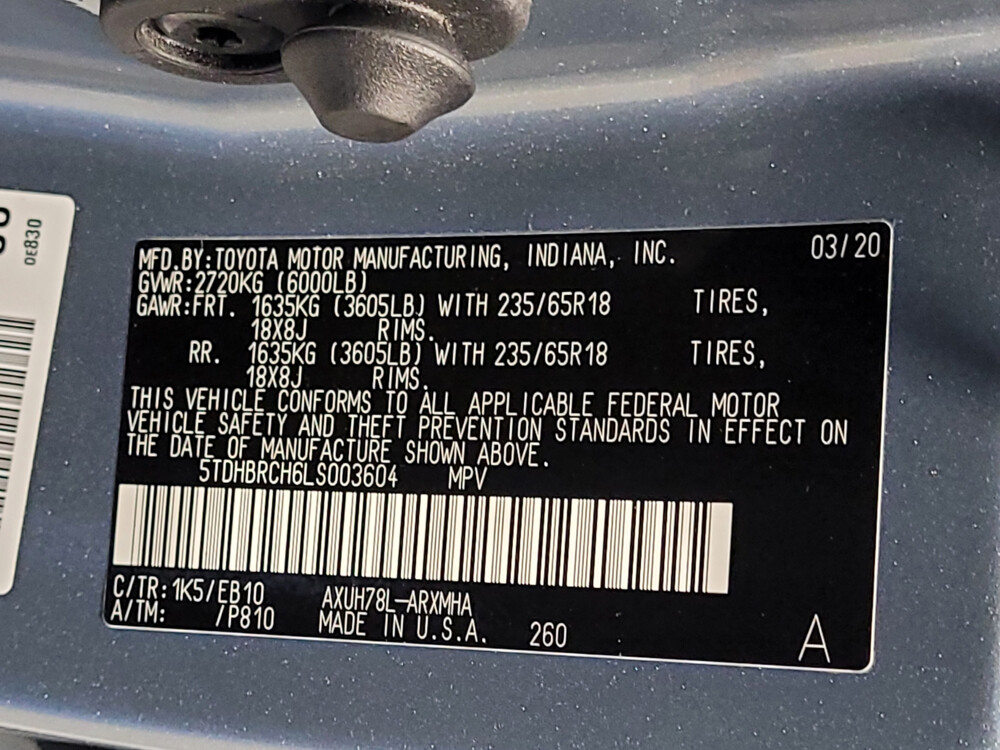 MFD.BY:TOYOTA MOTOR MANUFACTURING, INDIANA, INC. 03/20
GVWR:2720KG (6000LB)
GAWR:FRT. 1635KG (3605LB) WITH 235/65R18 TIRES,
18X8J RIMS.
RR. 1635KG (3605LB) WITH 235/65R18 TIRES,
18X8J RIMS.
THIS VEHICLE CONFORMS TO ALL APPLICABLE FEDERAL MOTOR
VEHICLE SAFETY AND THEFT PREVENTION STANDARDS IN EFFECT ON
THE DATE OF MANUFACTURE SHOWN ABOVE.
5TDHBRCH6LS003604 MPV
C/TR:1K5/EB10 AXUH78L-ARXMHA
A/TM: /P810 MADE IN U.S.A. 260 A
0E830